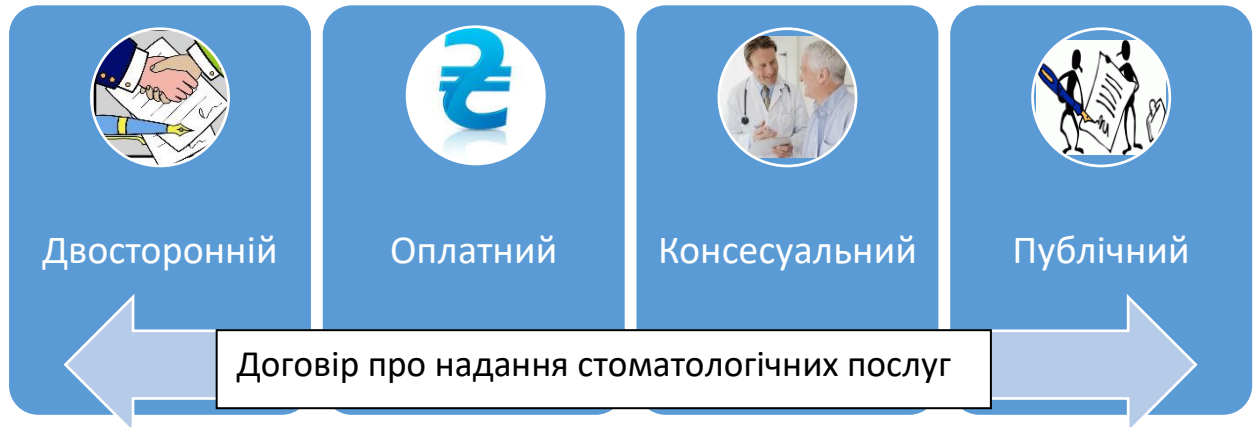 Двосторонній
Оплатний
Консесуальний
Публічний
Договір про надання стоматологічних послуг